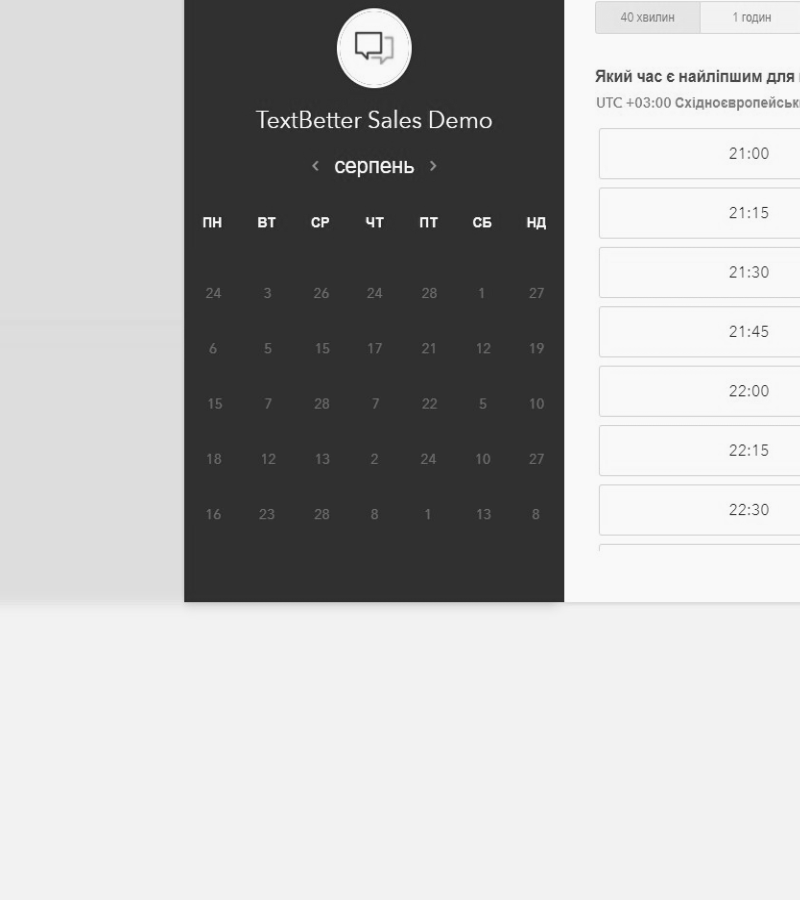 TextBetter Sales Demo
серпень
ПН ВТ СР ЧТ ПТ СБ НД
24 3 26 24 28 1 27
6 5 15 17 21 12 19
15 7 28 7 22 5 10
18 12 13 2 24 10 27
16 23 28 8 1 13 8
40 хвилин 1 годин
Який час є найліпшим для
UTC +03:00 Східноєвропейськ
21:00
21:15
21:30
21:45
22:00
22:15
22:30